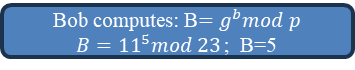 Bob computes: B= g^b mod p
B = 11^5 mod 23 ; B=5